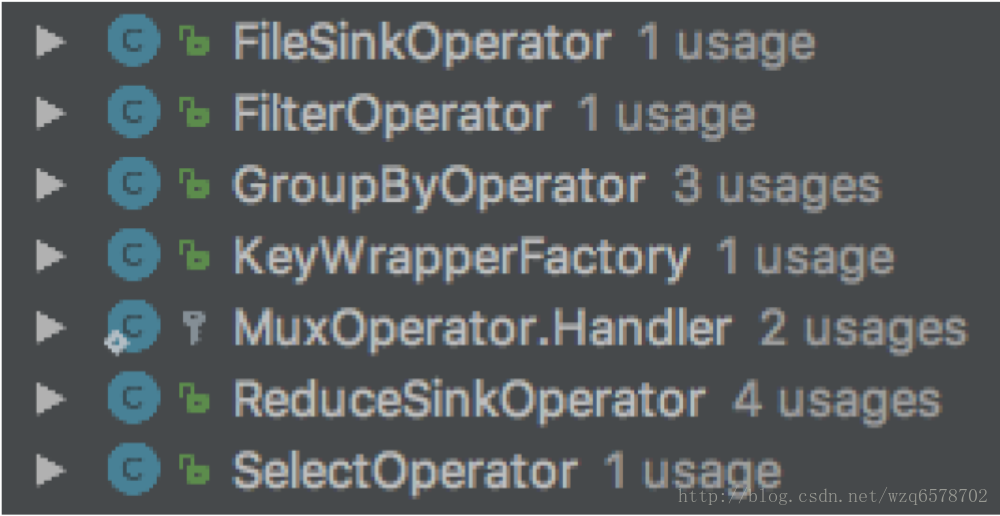 FileSinkOperator 1 usage
FilterOperator 1 usage
GroupByOperator 3 usages
KeyWrapperFactory 1 usage
MuxOperator.Handler 2 usages
ReduceSinkOperator 4 usages
SelectOperator 1 usage
http://blog.csdn.net/wzq6578702